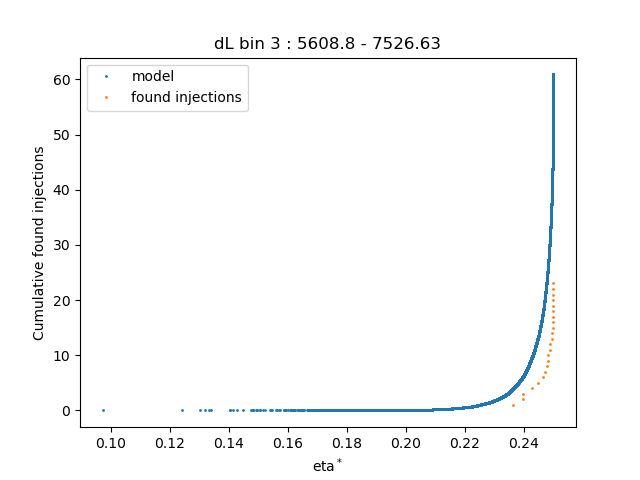 dL bin 3 : 5608.8 - 7526.63
model
found injections
60
50
40
30
20
10
0
Cumulative found injections
0.10 0.12 0.14 0.16 0.18 0.20 0.22 0.24
eta*